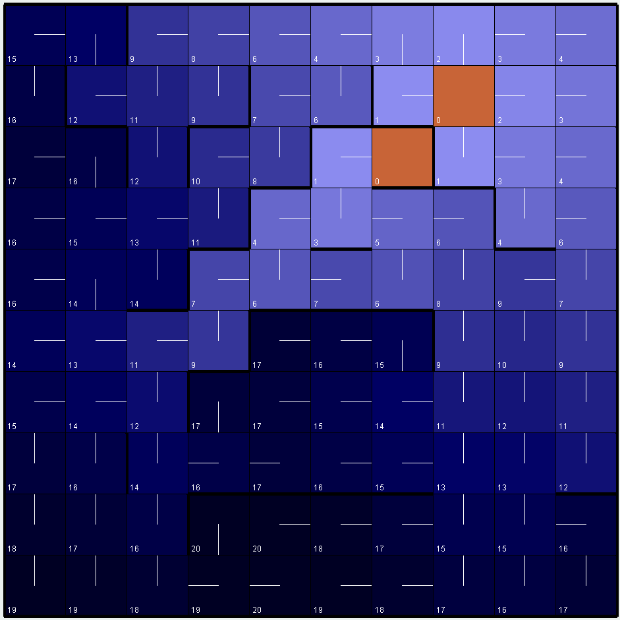 15 13 9 8 6 4 3 2 3 4
16 12 11 9 7 6 1 0 2 3
17 16 12 10 8 1 0 1 3 4
16 15 13 11 4 3 5 6 4 6
16 14 14 7 6 7 6 8 9 7
14 13 11 9 17 16 15 9 10 9
15 14 12 17 17 15 14 11 12 11
17 16 14 16 17 16 15 13 13 12
18 17 16 20 20 18 17 15 15 16
19 19 18 19 20 19 18 17 16 17